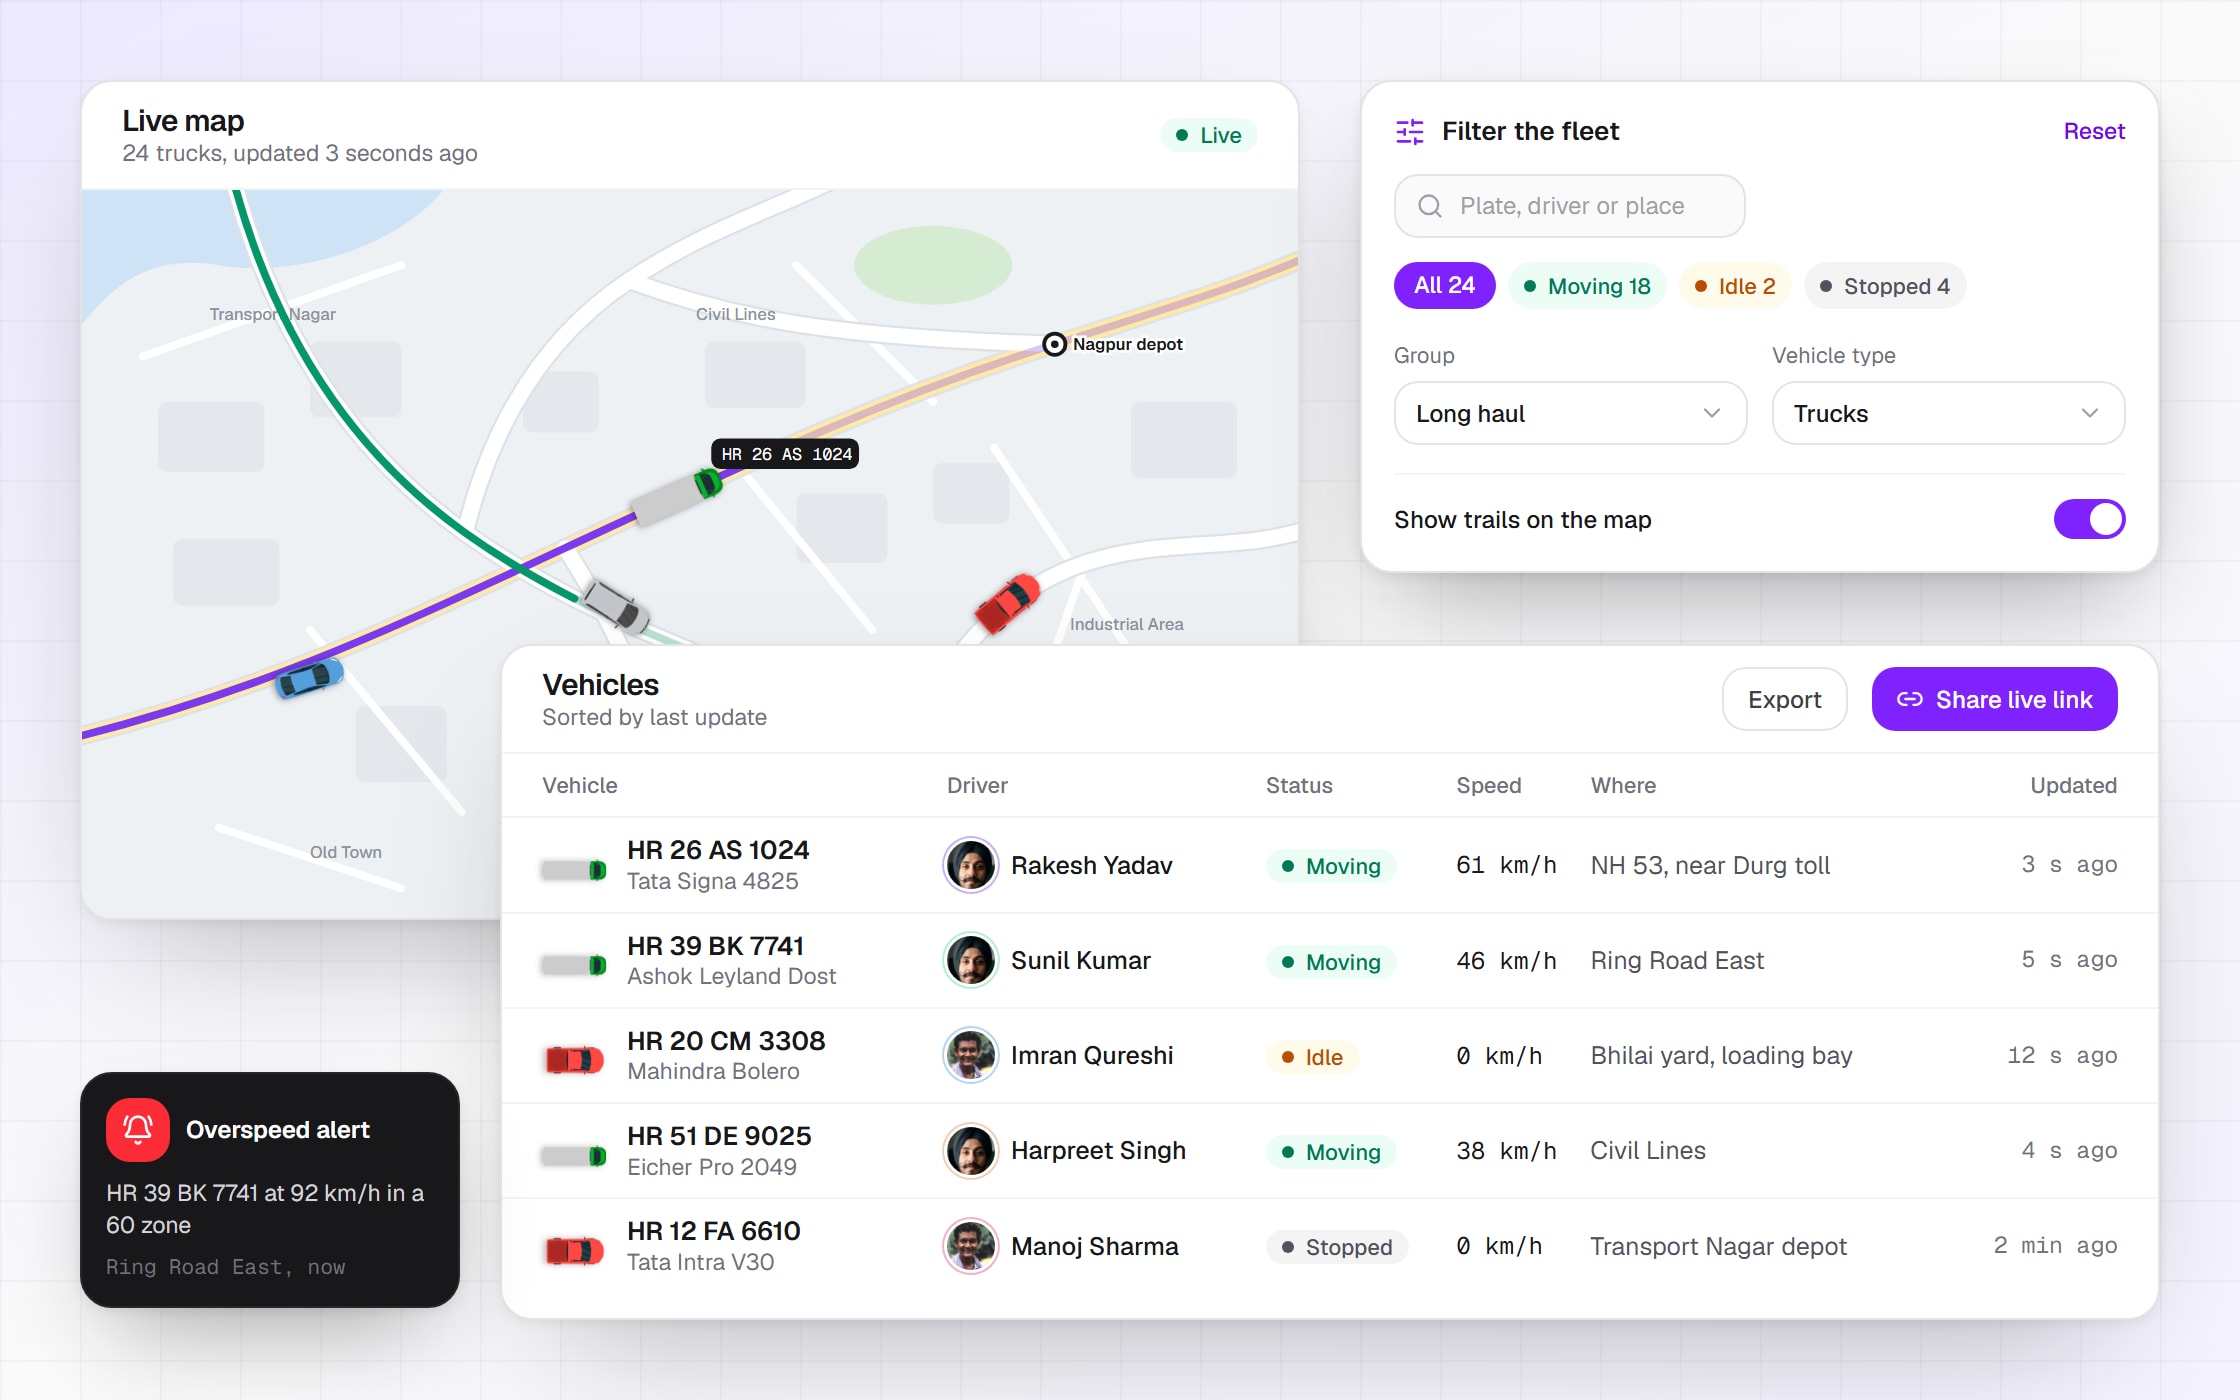 Live map
24 trucks, updated 3 seconds ago
Live
Transport Nagar
Civil Lines
Nagpur depot
HR 26 AS 1024
Industrial Area
Old Town
Filter the fleet
Reset
Plate, driver or place
All 24
Moving 18
Idle 2
Stopped 4
Group
Vehicle type
Long haul
Trucks
Show trails on the map
Vehicles
Sorted by last update
Export
Share live link
Vehicle Driver Status Speed Where Updated
HR 26 AS 1024
Tata Signa 4825
Rakesh Yadav
Moving
61 km/h
NH 53, near Durg toll
3 s ago
HR 39 BK 7741
Ashok Leyland Dost
Sunil Kumar
Moving
46 km/h
Ring Road East
5 s ago
HR 20 CM 3308
Mahindra Bolero
Imran Qureshi
Idle
0 km/h
Bhilai yard, loading bay
12 s ago
HR 51 DE 9025
Eicher Pro 2049
Harpreet Singh
Moving
38 km/h
Civil Lines
4 s ago
HR 12 FA 6610
Tata Intra V30
Manoj Sharma
Stopped
0 km/h
Transport Nagar depot
2 min ago
Overspeed alert
HR 39 BK 7741 at 92 km/h in a
60 zone
Ring Road East, now